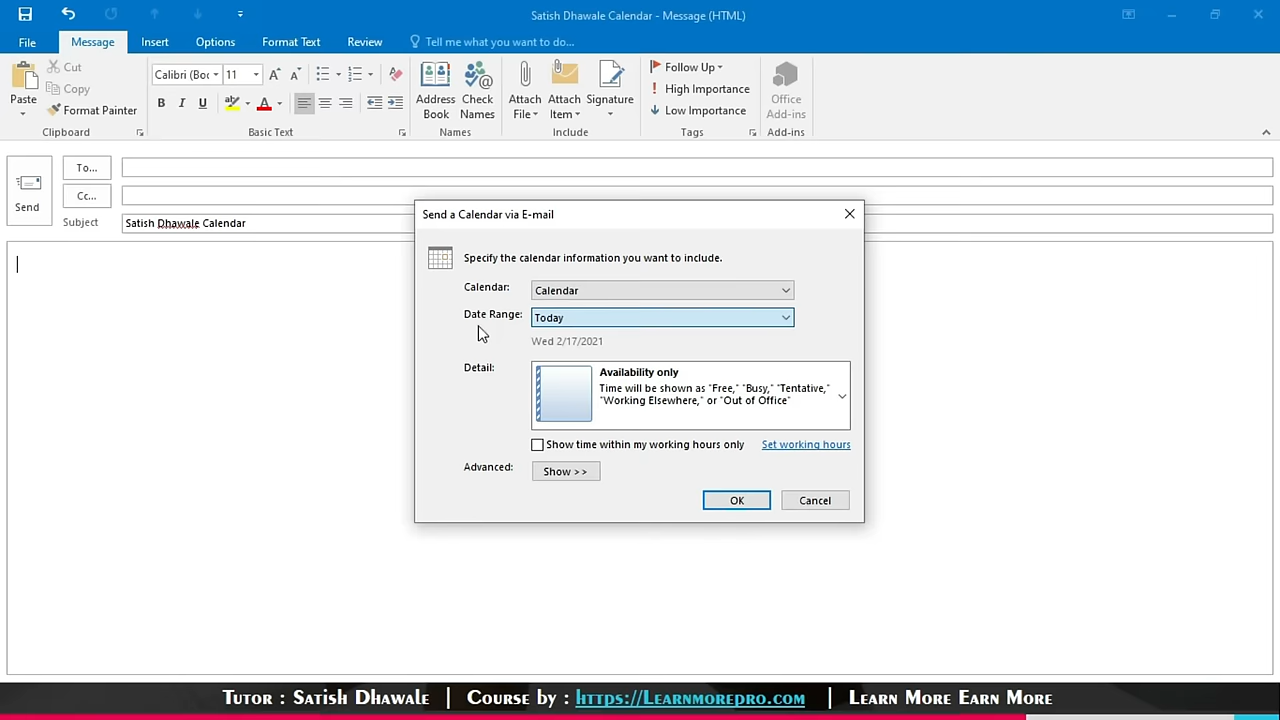 Satish Dhawale Calendar - Message (HTML)
File Message Insert Options Format Text Review Tell me what you want to do...
Paste
Cut
Copy
Format Painter
Clipboard
Calibri (Boc 11
B I U
Basic Text
Address Book
Check Names
Names
Attach File
Attach Item
Signature
Include
Follow Up
High Importance
Low Importance
Tags
Office Add-ins
Add-ins
Send
To...
Cc...
Subject Satish Dhawale Calendar
Send a Calendar via E-mail
Specify the calendar information you want to include.
Calendar: Calendar
Date Range: Today
Wed 2/17/2021
Detail: Availability only
Time will be shown as "Free," "Busy," "Tentative,"
"Working Elsewhere," or "Out of Office"
Show time within my working hours only Set working hours
Advanced: Show >>
OK Cancel
Tutor : Satish Dhawale | Course by : https://Learnmorepro.com | Learn More Earn More